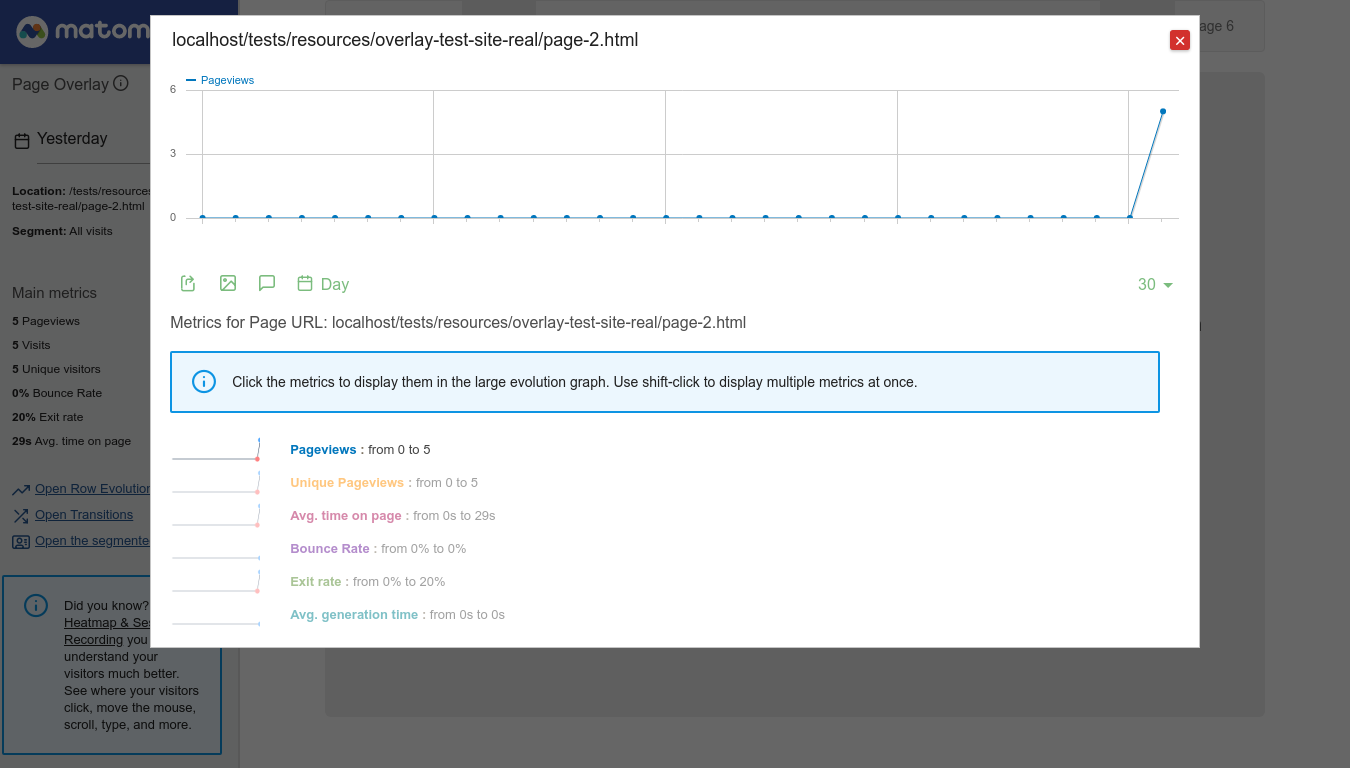 matom
Page Overlay
Yesterday
Location: /tests/resources
test-site-real/page-2.html
Segment: All visits
Main metrics
5 Pageviews
5 Visits
5 Unique visitors
0% Bounce Rate
20% Exit rate
29s Avg. time on page
Open Row Evolution
Open Transitions
Open the segmente
Did you know?
Heatmap & Ses
Recording you
understand your
visitors much better.
See where your visitors
click, move the mouse,
scroll, type, and more.
age 6
localhost/tests/resources/overlay-test-site-real/page-2.html
Pageviews
6
3
0
Day
30
Metrics for Page URL: localhost/tests/resources/overlay-test-site-real/page-2.html
Click the metrics to display them in the large evolution graph. Use shift-click to display multiple metrics at once.
Pageviews : from 0 to 5
Unique Pageviews : from 0 to 5
Avg. time on page : from 0s to 29s
Bounce Rate : from 0% to 0%
Exit rate : from 0% to 20%
Avg. generation time : from 0s to 0s